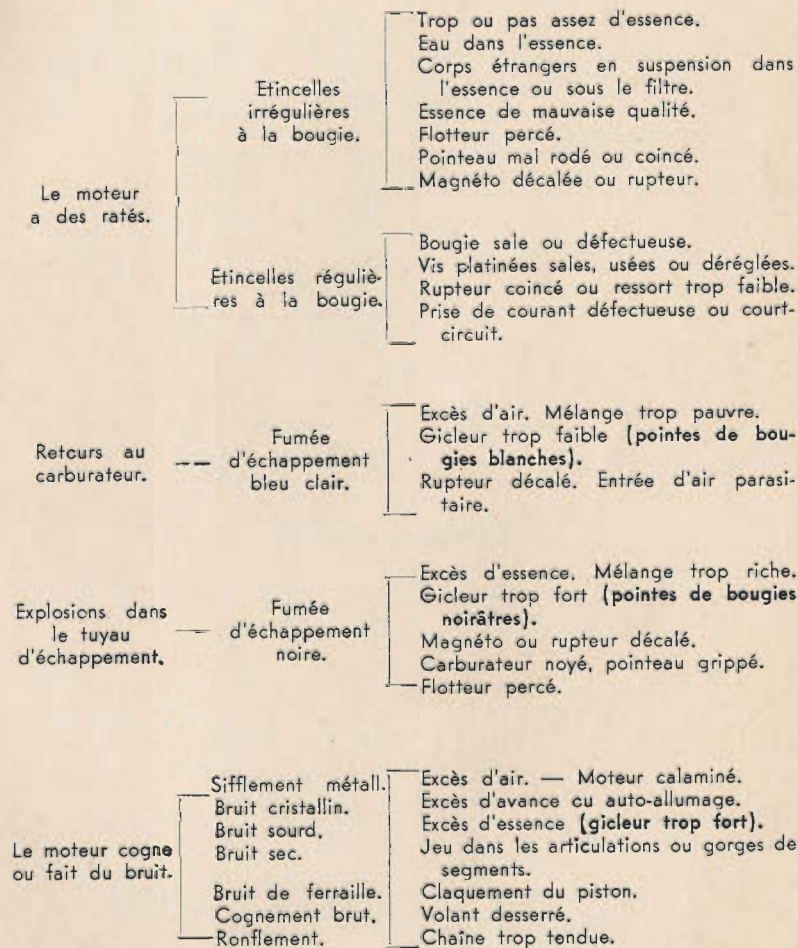 Le moteur
a des ratés.
Etincelles
irrégulières
à la bougie.
Trop ou pas assez d'essence.
Eau dans l'essence.
Corps étrangers en suspension dans
l'essence ou sous le filtre.
Essence de mauvaise qualité.
Flotteur percé.
Pointeau mal rodé ou coincé.
Magnéto décalée ou rupteur.
Etincelles réguliè-
res à la bougie.
Bougie sale ou défectueuse.
Vis platinées sales, usées ou déréglées.
Rupteur coincé ou ressort trop faible.
Prise de courant défectueuse ou court-
circuit.
Retcurs au
carburateur.
Fumée
d'échappement
bleu clair.
Excès d'air. Mélange trop pauvre.
Gicleur trop faible (pointes de bou-
gies blanches).
Rupteur décalé. Entrée d'air parasi-
taire.
Explosions dans
le tuyau
d'échappement.
Fumée
d'échappement
noire.
Excès d'essence. Mélange trop riche.
Gicleur trop fort (pointes de bougies
noirâtres).
Magnéto ou rupteur décalé.
Carburateur noyé, pointeau grippé.
Flotteur percé.
Le moteur cogne
ou fait du bruit.
Sifflement métall.
Bruit cristallin.
Bruit sourd.
Bruit sec.
Bruit de ferraille.
Cognement brut.
Ronflement.
Excès d'air. — Moteur calaminé.
Excès d'avance cu auto-allumage.
Excès d'essence (gicleur trop fort).
Jeu dans les articulations ou gorges de
segments.
Claquement du piston.
Volant desserré.
Chaîne trop tendue.